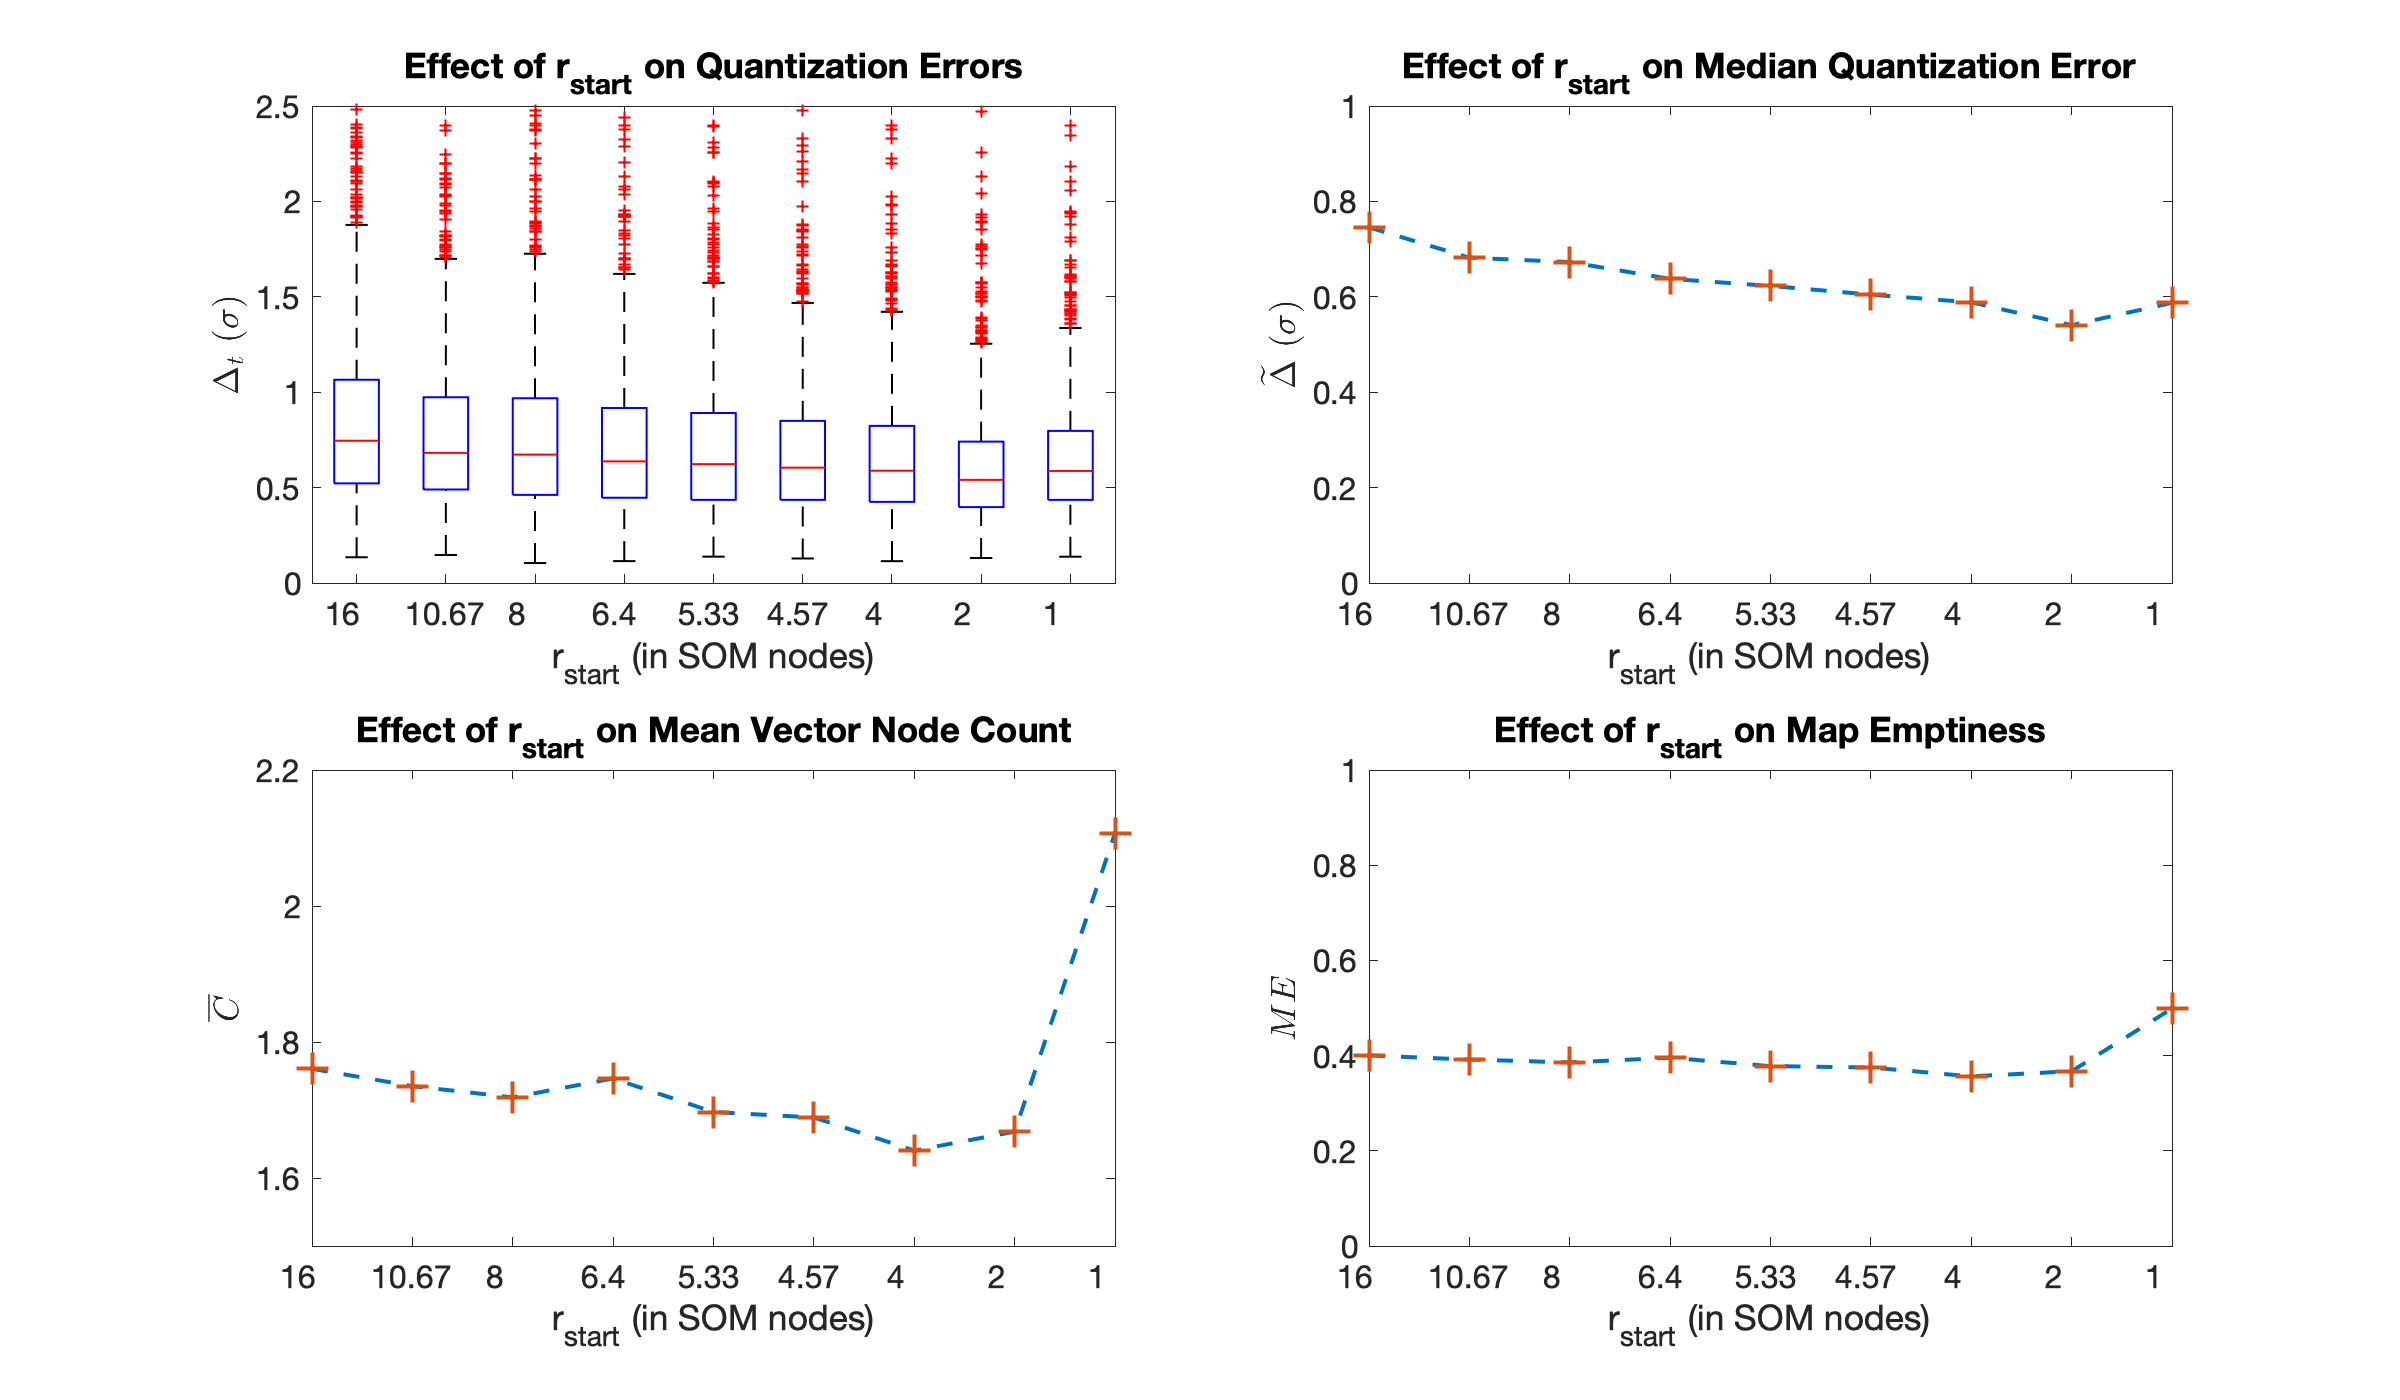 Effect of r_start on Quantization Errors
2.5
2
1.5
1
0.5
0
Δ_t (σ)
16 10.67 8 6.4 5.33 4.57 4 2 1
r_start (in SOM nodes)
Effect of r_start on Median Quantization Error
1
0.8
0.6
0.4
0.2
0
Δ̃ (σ)
16 10.67 8 6.4 5.33 4.57 4 2 1
r_start (in SOM nodes)
Effect of r_start on Mean Vector Node Count
2.2
2
1.8
1.6
C̅
16 10.67 8 6.4 5.33 4.57 4 2 1
r_start (in SOM nodes)
Effect of r_start on Map Emptiness
1
0.8
0.6
0.4
0.2
0
ME
16 10.67 8 6.4 5.33 4.57 4 2 1
r_start (in SOM nodes)